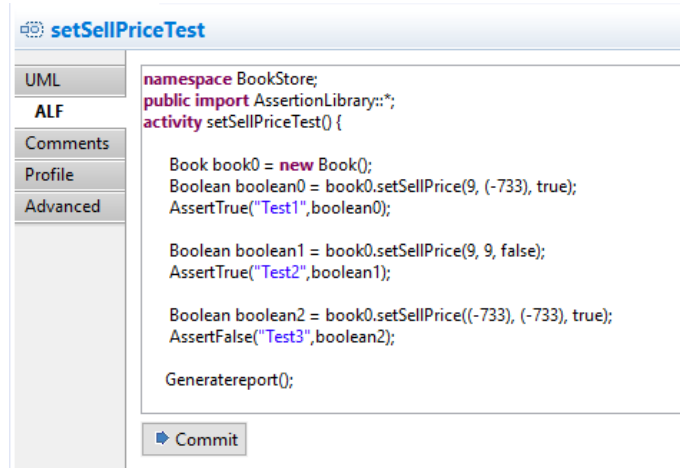 setSellPriceTest
UML
ALF
Comments
Profile
Advanced
namespace BookStore;
public import AssertionLibrary::*;
activity setSellPriceTest() {
Book book0 = new Book();
Boolean boolean0 = book0.setSellPrice(9, (-733), true);
AssertTrue("Test1",boolean0);
Boolean boolean1 = book0.setSellPrice(9, 9, false);
AssertTrue("Test2",boolean1);
Boolean boolean2 = book0.setSellPrice((-733), (-733), true);
AssertFalse("Test3",boolean2);
Generatereport();
Commit